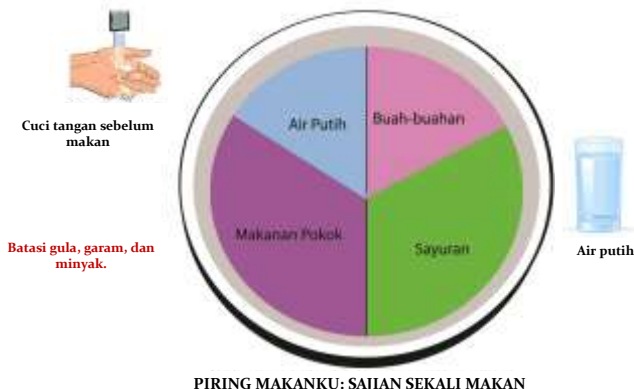 Cuci tangan sebelum
makan
Air Putih
Buah-buahan
Makanan Pokok
Sayuran
Batasi gula, garam, dan
minyak.
Air putih
PIRING MAKANKU: SAJIAN SEKALI MAKAN